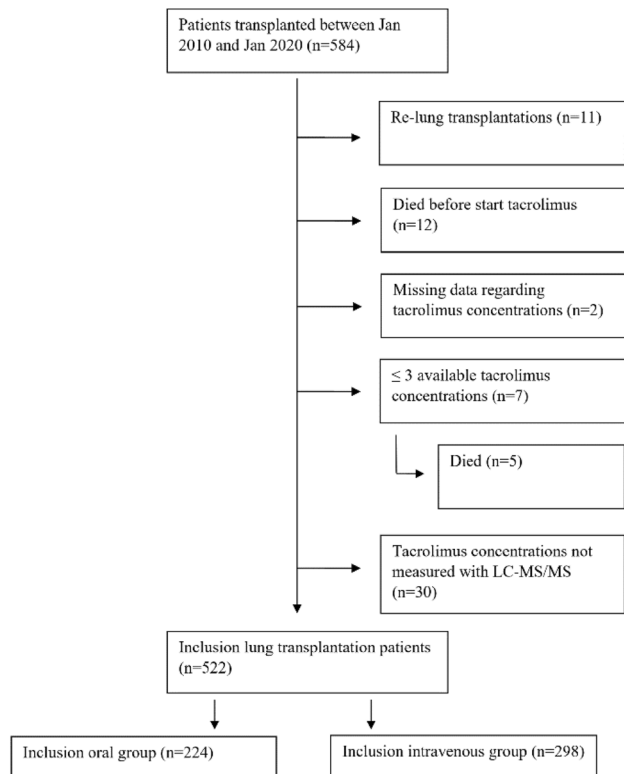 Patients transplanted between Jan
2010 and Jan 2020 (n=584)
Re-lung transplantations (n=11)
Died before start tacrolimus
(n=12)
Missing data regarding
tacrolimus concentrations (n=2)
≤ 3 available tacrolimus
concentrations (n=7)
Died (n=5)
Tacrolimus concentrations not
measured with LC-MS/MS
(n=30)
Inclusion lung transplantation patients
(n=522)
Inclusion oral group (n=224)
Inclusion intravenous group (n=298)